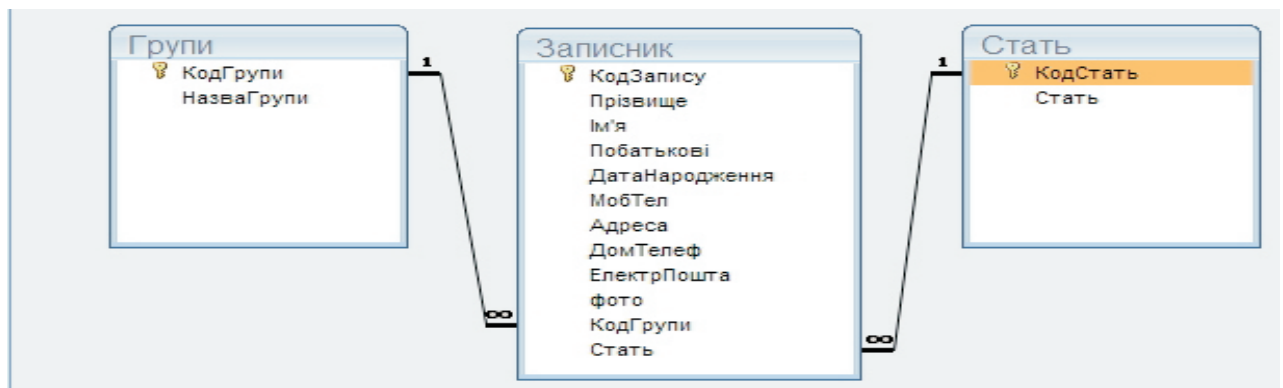 Групи
КодГрупи
НазваГрупи
1
∞
Записник
КодЗапису
Прізвище
Ім'я
Побатькові
ДатаНародження
МобТел
Адреса
ДомТелеф
ЕлектрПошта
фото
КодГрупи
Стать
1
∞
Стать
КодСтать
Стать